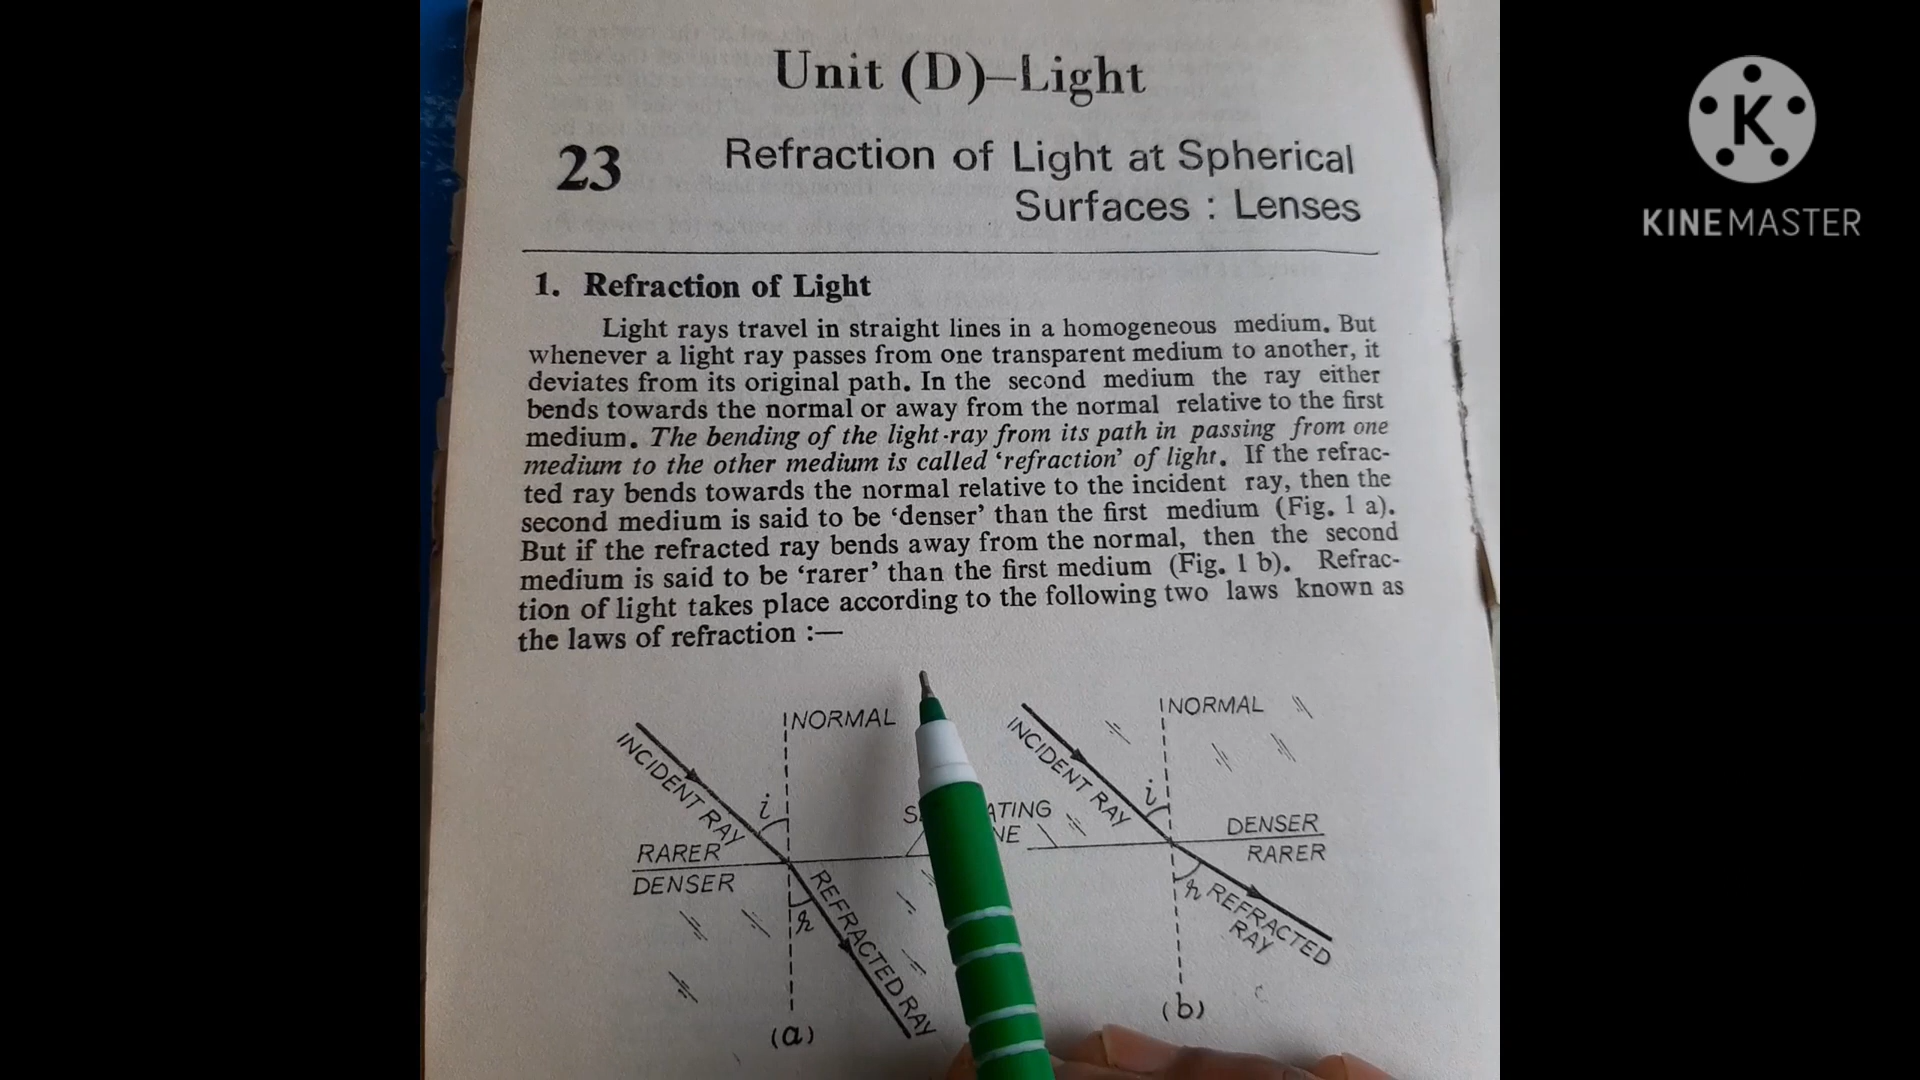 Unit (D)–Light
23
Refraction of Light at Spherical
Surfaces : Lenses
1. Refraction of Light
Light rays travel in straight lines in a homogeneous medium. But
whenever a light ray passes from one transparent medium to another, it
deviates from its original path. In the second medium the ray either
bends towards the normal or away from the normal relative to the first
medium. The bending of the light-ray from its path in passing from one
medium to the other medium is called ‘refraction’ of light. If the refrac-
ted ray bends towards the normal relative to the incident ray, then the
second medium is said to be ‘denser’ than the first medium (Fig. 1 a).
But if the refracted ray bends away from the normal, then the second
medium is said to be ‘rarer’ than the first medium (Fig. 1 b). Refrac-
tion of light takes place according to the following two laws known as
the laws of refraction :—
NORMAL
INCIDENT RAY
i
RARER
DENSER
r
REFRACTED RAY
(a)
NORMAL
INCIDENT RAY
i
DENSER
RARER
r
REFRACTED
RAY
(b)
K
KINEMASTER